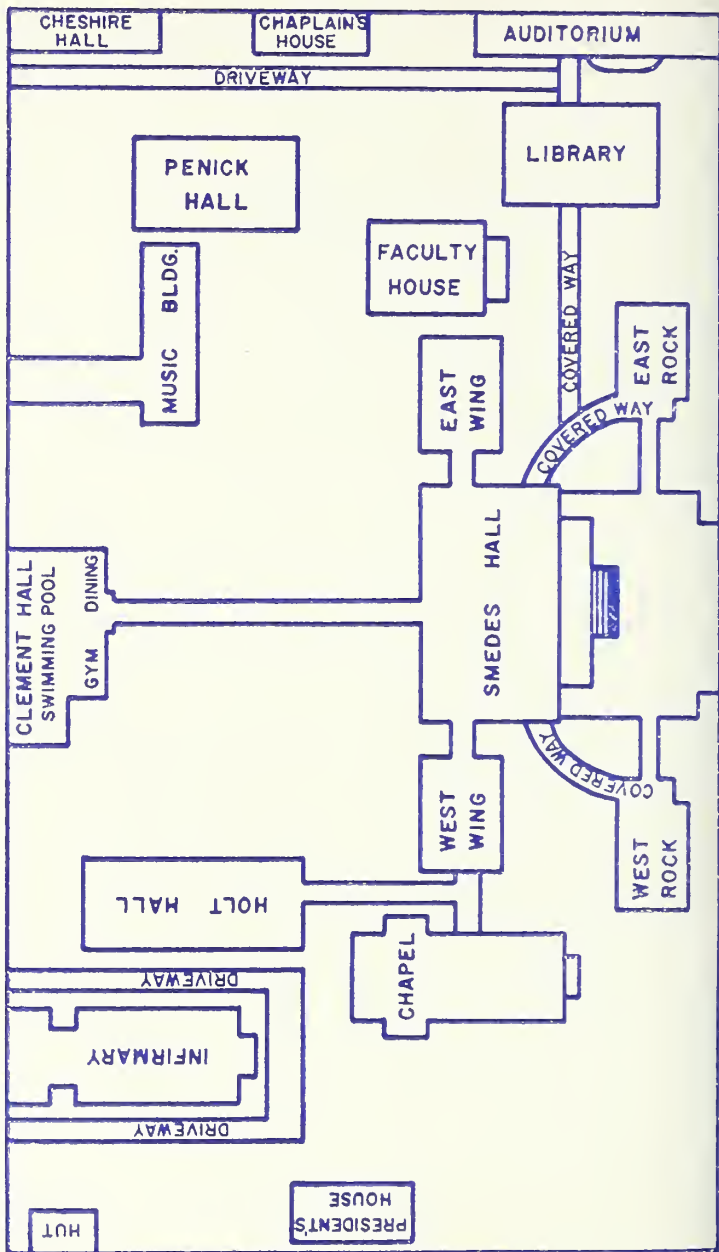 CHESHIRE
HALL
CHAPLAIN'S
HOUSE
AUDITORIUM
DRIVEWAY
PENICK
HALL
LIBRARY
MUSIC BLDG.
FACULTY
HOUSE
COVERED WAY
EAST
WING
COVERED WAY
EAST
ROCK
CLEMENT HALL
SWIMMING POOL
GYM DINING
SMEDES HALL
WEST
WING
COVERED WAY
WEST
ROCK
HOLT HALL
CHAPEL
DRIVEWAY
INFIRMARY
DRIVEWAY
PRESIDENT'S
HOUSE
HUT